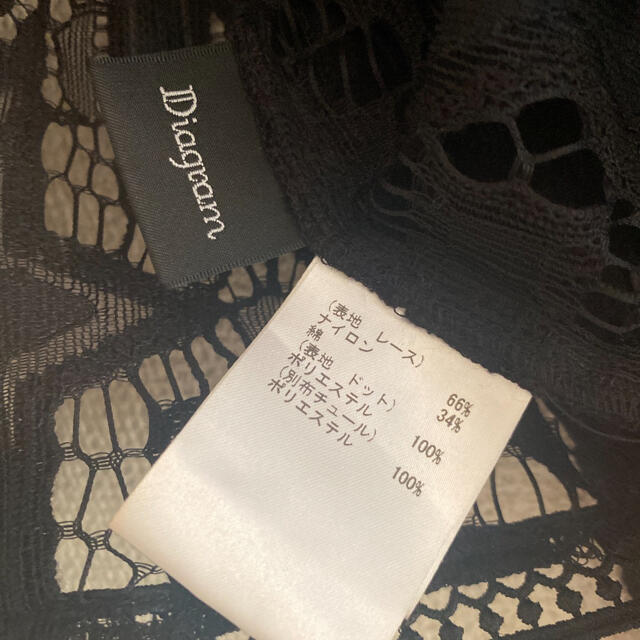 Diagram
(表地 レース)
ナイロン 66%
綿 34%
(表地 ドット)
ポリエステル 100%
(別布チュール)
ポリエステル 100%